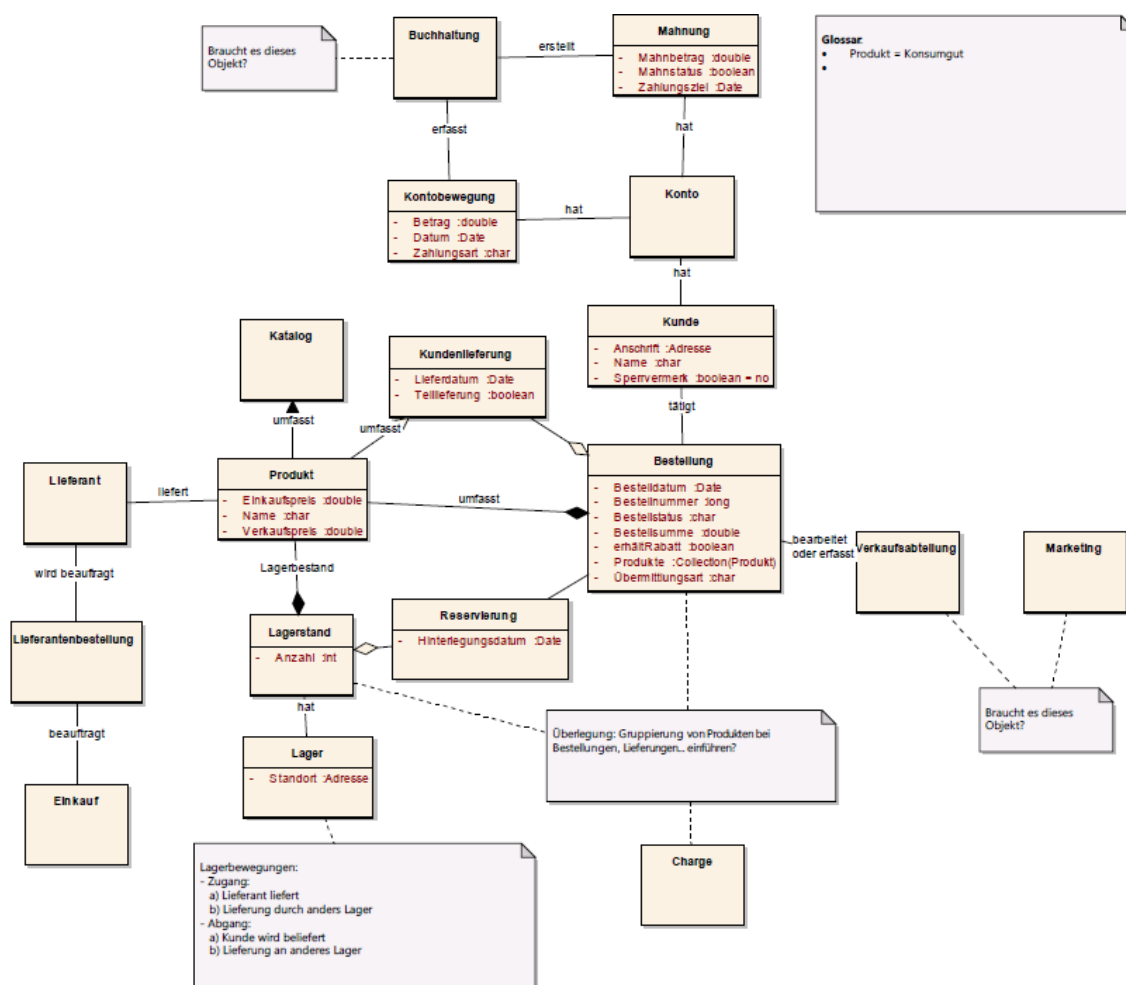 Braucht es dieses
Objekt?
Buchhaltung
erstellt
Mahnung
- Mahnbetrag :double
- Mahnstatus :boolean
- Zahlungsziel :Date
Glossar:
• Produkt = Konsumgut
•
erfasst
hat
Kontobewegung
- Betrag :double
- Datum :Date
- Zahlungsart :char
hat
Konto
hat
Katalog
Kundenlieferung
- Lieferdatum :Date
- Teillieferung :boolean
Kunde
- Anschrift :Adresse
- Name :char
- Sperrvermerk :boolean = no
umfasst
umfasst
tätigt
Lieferant
liefert
Produkt
- Einkaufspreis :double
- Name :char
- Verkaufspreis :double
umfasst
Bestellung
- Bestelldatum :Date
- Bestellnummer :long
- Bestellstatus :char
- Bestellsumme :double
- erhältRabatt :boolean
- Produkte :Collection(Produkt)
- Übermittlungsart :char
bearbeitet
oder erfasst
Verkaufsabteilung
Marketing
wird beauftragt
Lagerbestand
Lieferantenbestellung
Lagerstand
- Anzahl :int
Reservierung
- Hinterlegungsdatum :Date
beauftragt
hat
Braucht es dieses
Objekt?
Überlegung: Gruppierung von Produkten bei
Bestellungen, Lieferungen... einführen?
Einkauf
Lager
- Standort :Adresse
Charge
Lagerbewegungen:
- Zugang:
a) Lieferant liefert
b) Lieferung durch anders Lager
- Abgang:
a) Kunde wird beliefert
b) Lieferung an anderes Lager